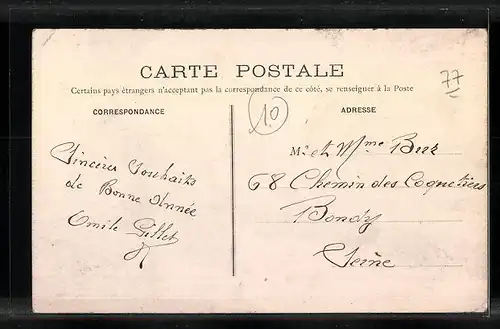 CARTE POSTALE
Certains pays étrangers n'acceptant pas la correspondance de ce côté, se renseigner à la Poste
77
CORRESPONDANCE
10
ADRESSE
Sincères Souhaits
de Bonne Année
Emile Gillet
Mr et Mme
68 Chemin des Coquetiers
Bondy
Seine